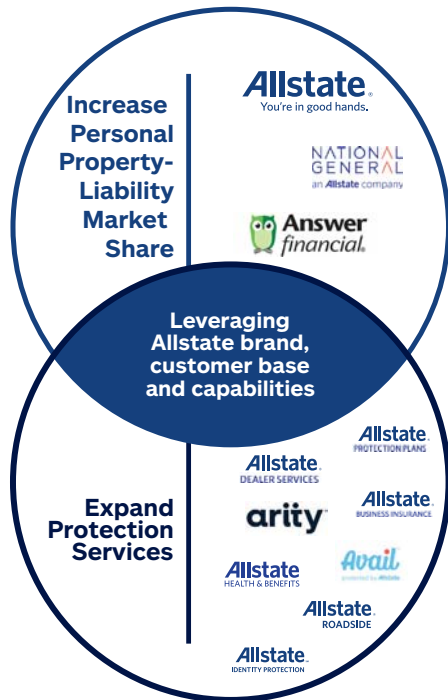 Increase
Personal
Property-
Liability
Market
Share
Allstate®
You're in good hands.
NATIONAL
GENERAL
an Allstate company
Answer
financial®
Leveraging
Allstate brand,
customer base
and capabilities
Expand
Protection
Services
Allstate®
PROTECTION PLANS
Allstate®
DEALER SERVICES
Allstate®
BUSINESS INSURANCE
arity
Avail
Allstate
HEALTH & BENEFITS
Allstate®
ROADSIDE
Allstate
IDENTITY PROTECTION